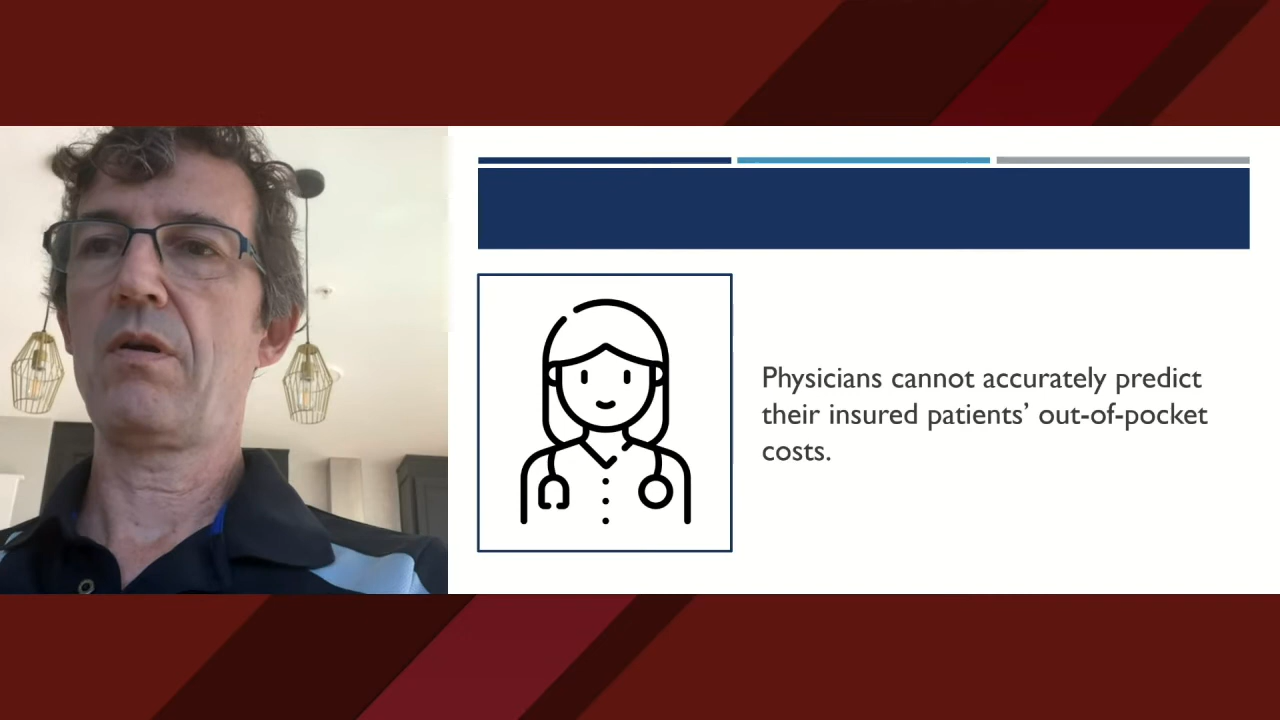 Physicians cannot accurately predict
their insured patients’ out-of-pocket
costs.